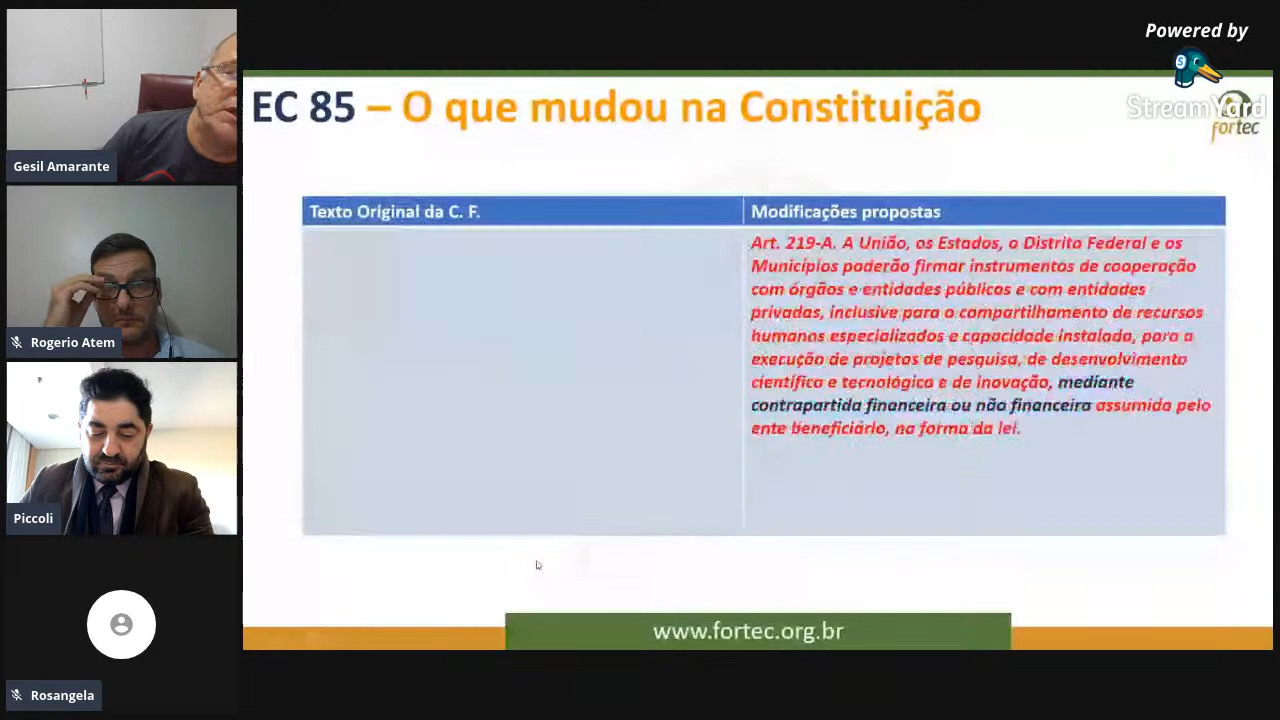 Powered by
StreamYard
fortec
EC 85 – O que mudou na Constituição
Texto Original da C. F.
Modificações propostas
Art. 219-A. A União, os Estados, o Distrito Federal e os
Municípios poderão firmar instrumentos de cooperação
com órgãos e entidades públicos e com entidades
privadas, inclusive para o compartilhamento de recursos
humanos especializados e capacidade instalada, para a
execução de projetos de pesquisa, de desenvolvimento
científico e tecnológico e de inovação, mediante
contrapartida financeira ou não financeira assumida pelo
ente beneficiário, na forma da lei.
www.fortec.org.br
Gesil Amarante
Rogerio Atem
Piccoli
Rosangela